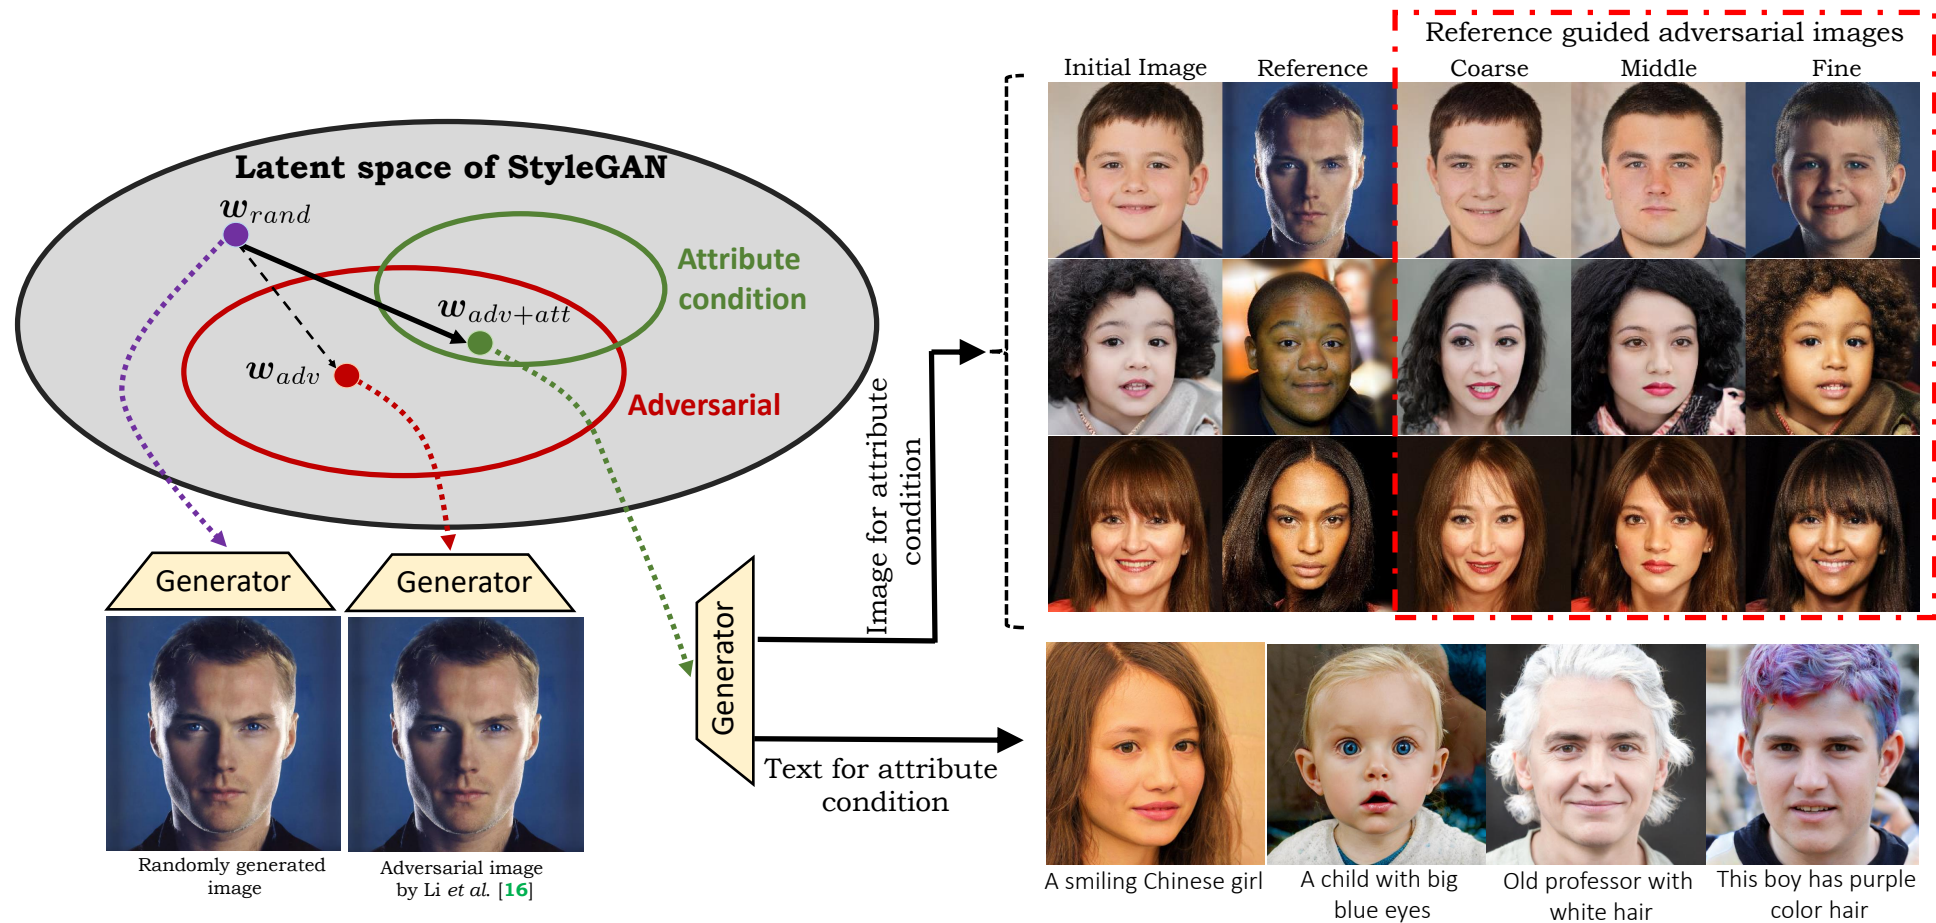 Latent space of StyleGAN
w_rand
Attribute
condition
w_adv+att
w_adv
Adversarial
Generator
Generator
Generator
Randomly generated
image
Adversarial image
by Li et al. [16]
Image for attribute
condition
Text for attribute
condition
Reference guided adversarial images
Initial Image
Reference
Coarse
Middle
Fine
A smiling Chinese girl
A child with big
blue eyes
Old professor with
white hair
This boy has purple
color hair